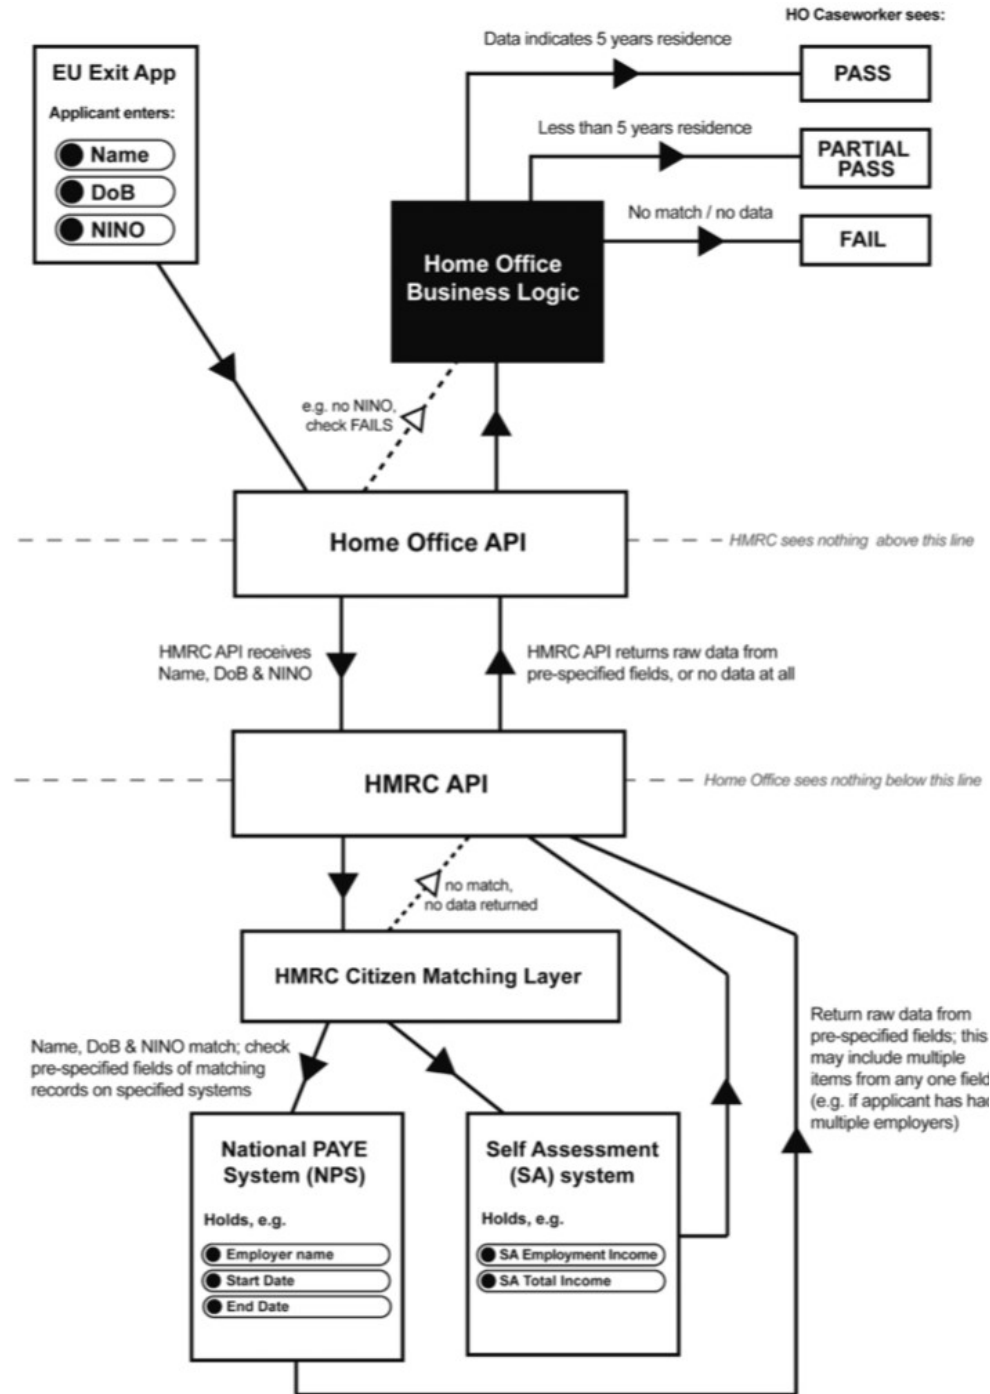 HO Caseworker sees:
EU Exit App
Applicant enters:
Name
DoB
NINO
Data indicates 5 years residence
PASS
Less than 5 years residence
PARTIAL
PASS
No match / no data
FAIL
Home Office
Business Logic
e.g. no NINO,
check FAILS
Home Office API
HMRC sees nothing above this line
HMRC API receives
Name, DoB & NINO
HMRC API returns raw data from
pre-specified fields, or no data at all
HMRC API
Home Office sees nothing below this line
no match,
no data returned
HMRC Citizen Matching Layer
Name, DoB & NINO match; check
pre-specified fields of matching
records on specified systems
Return raw data from
pre-specified fields; this
may include multiple
items from any one field
(e.g. if applicant has had
multiple employers)
National PAYE
System (NPS)
Holds, e.g.
Employer name
Start Date
End Date
Self Assessment
(SA) system
Holds, e.g.
SA Employment Income
SA Total Income